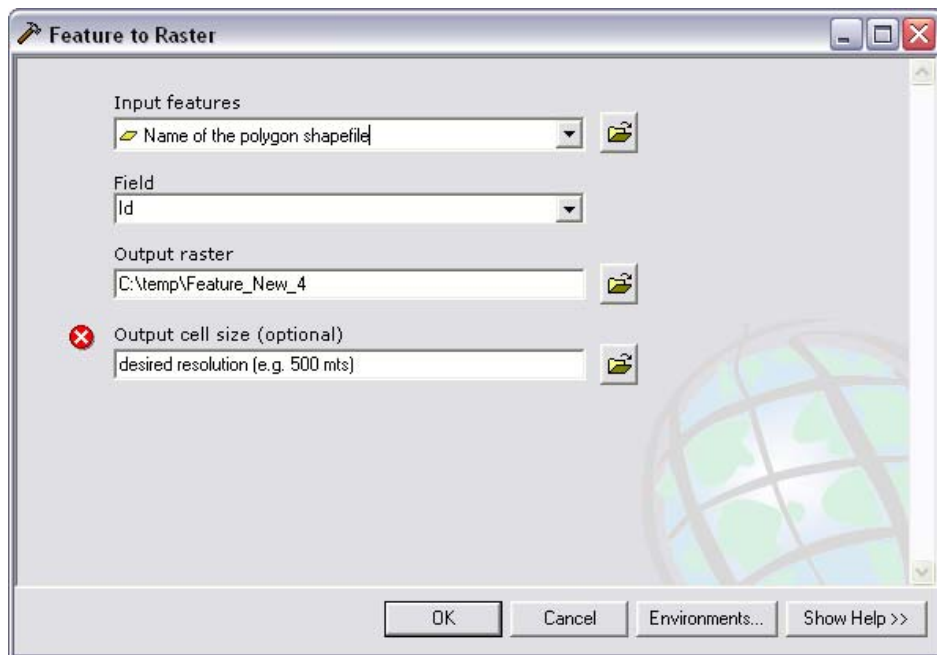 Feature to Raster
Input features
Name of the polygon shapefile
Field
Id
Output raster
C:\temp\Feature_New_4
Output cell size (optional)
desired resolution (e.g. 500 mts)
OK
Cancel
Environments...
Show Help >>